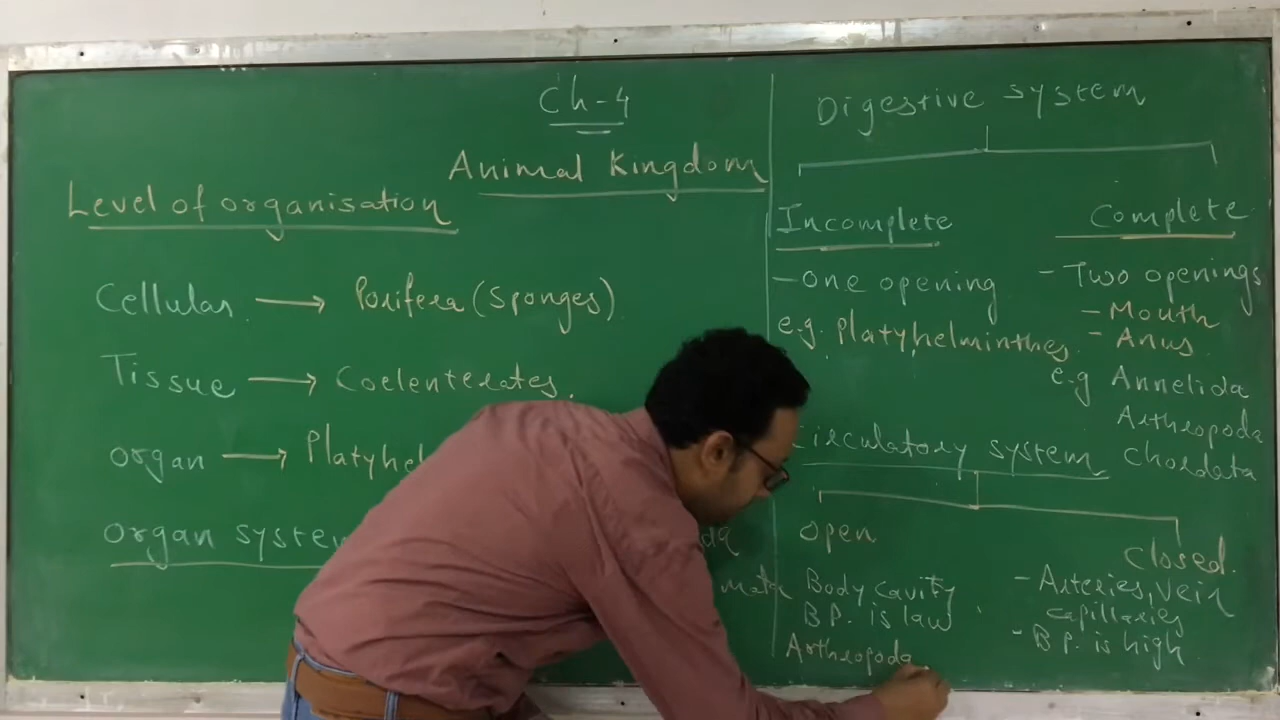 Ch-4
Animal Kingdom
Level of organisation
Cellular → Porifera (Sponges)
Tissue → Coelenterates.
Organ → Platyhel
Organ system
Digestive system
Incomplete
- One opening
e.g. Platyhelminthes.
Complete
- Two openings
- Mouth
- Anus
e.g Annelida
Arthropoda
Chordata
Circulatory system
Open
Body cavity
B.P. is law
Arthropoda
Closed.
- Arteries, Vein
capillaries
- B P. is high